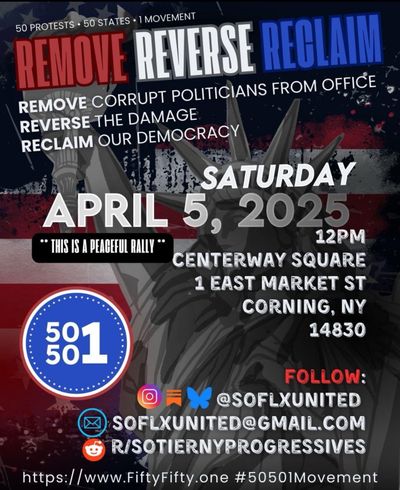 50 PROTESTS • 50 STATES • 1 MOVEMENT
REMOVE REVERSE RECLAIM
REMOVE CORRUPT POLITICIANS FROM OFFICE
REVERSE THE DAMAGE
RECLAIM OUR DEMOCRACY
SATURDAY
APRIL 5, 2025
** THIS IS A PEACEFUL RALLY **
12PM
CENTERWAY SQUARE
1 EAST MARKET ST
CORNING, NY
14830
50
501
FOLLOW:
@SOFLXUNITED
SOFLXUNITED@GMAIL.COM
R/SOTIERNYPROGRESSIVES
https://www.FiftyFifty.one #50501Movement